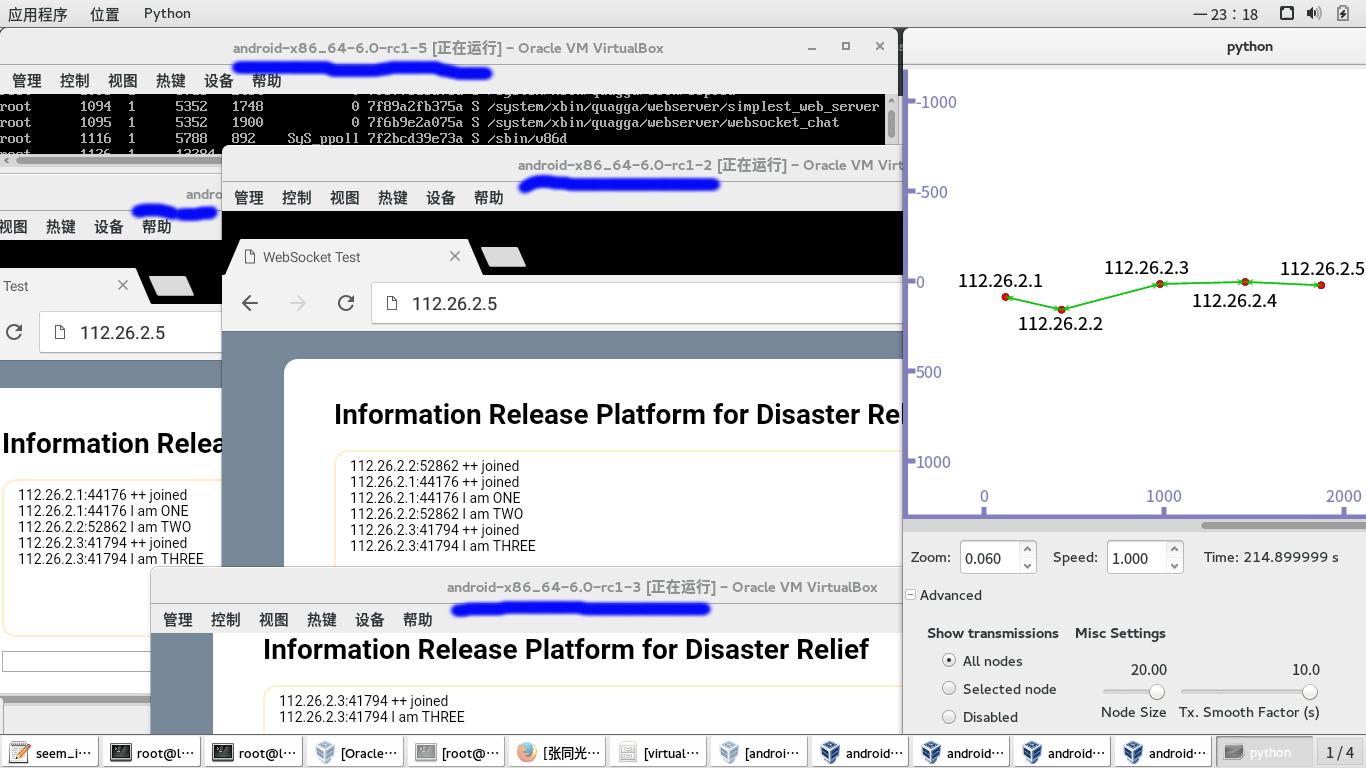 应用程序 位置 Python
一 23：18
android-x86_64-6.0-rc1-5 [正在运行] - Oracle VM VirtualBox
管理 控制 视图 热键 设备 帮助
root 1094 1 5352 1748 0 7f89a2fb375a S /system/xbin/quagga/webserver/simplest_web_server
root 1095 1 5352 1900 0 7f6b9e2a075a S /system/xbin/quagga/webserver/websocket_chat
root 1116 1 5788 892 SyS_ppoll 7f2bcd39e73a S /sbin/v86d
andro
视图 热键 设备 帮助
Test
112.26.2.5
Information Relea
112.26.2.1:44176 ++ joined
112.26.2.1:44176 I am ONE
112.26.2.2:52862 I am TWO
112.26.2.3:41794 ++ joined
112.26.2.3:41794 I am THREE
android-x86_64-6.0-rc1-2 [正在运行] - Oracle VM Virt
管理 控制 视图 热键 设备 帮助
WebSocket Test
112.26.2.5
Information Release Platform for Disaster Rel
112.26.2.2:52862 ++ joined
112.26.2.1:44176 ++ joined
112.26.2.1:44176 I am ONE
112.26.2.2:52862 I am TWO
112.26.2.3:41794 ++ joined
112.26.2.3:41794 I am THREE
android-x86_64-6.0-rc1-3 [正在运行] - Oracle VM VirtualBox
管理 控制 视图 热键 设备 帮助
Information Release Platform for Disaster Relief
112.26.2.3:41794 ++ joined
112.26.2.3:41794 I am THREE
python
-1000
-500
0
500
1000
112.26.2.1
112.26.2.2
112.26.2.3
112.26.2.4
112.26.2.5
0 1000 2000
Zoom: 0.060 Speed: 1.000 Time: 214.899999 s
Advanced
Show transmissions Misc Settings
All nodes
Selected node
Disabled
20.00 10.0
Node Size Tx. Smooth Factor (s)
seem_i··· root@l··· root@l··· [Oracle··· [root@··· [张同光··· [virtual··· [androi··· android··· android··· android··· android··· python 1 / 4